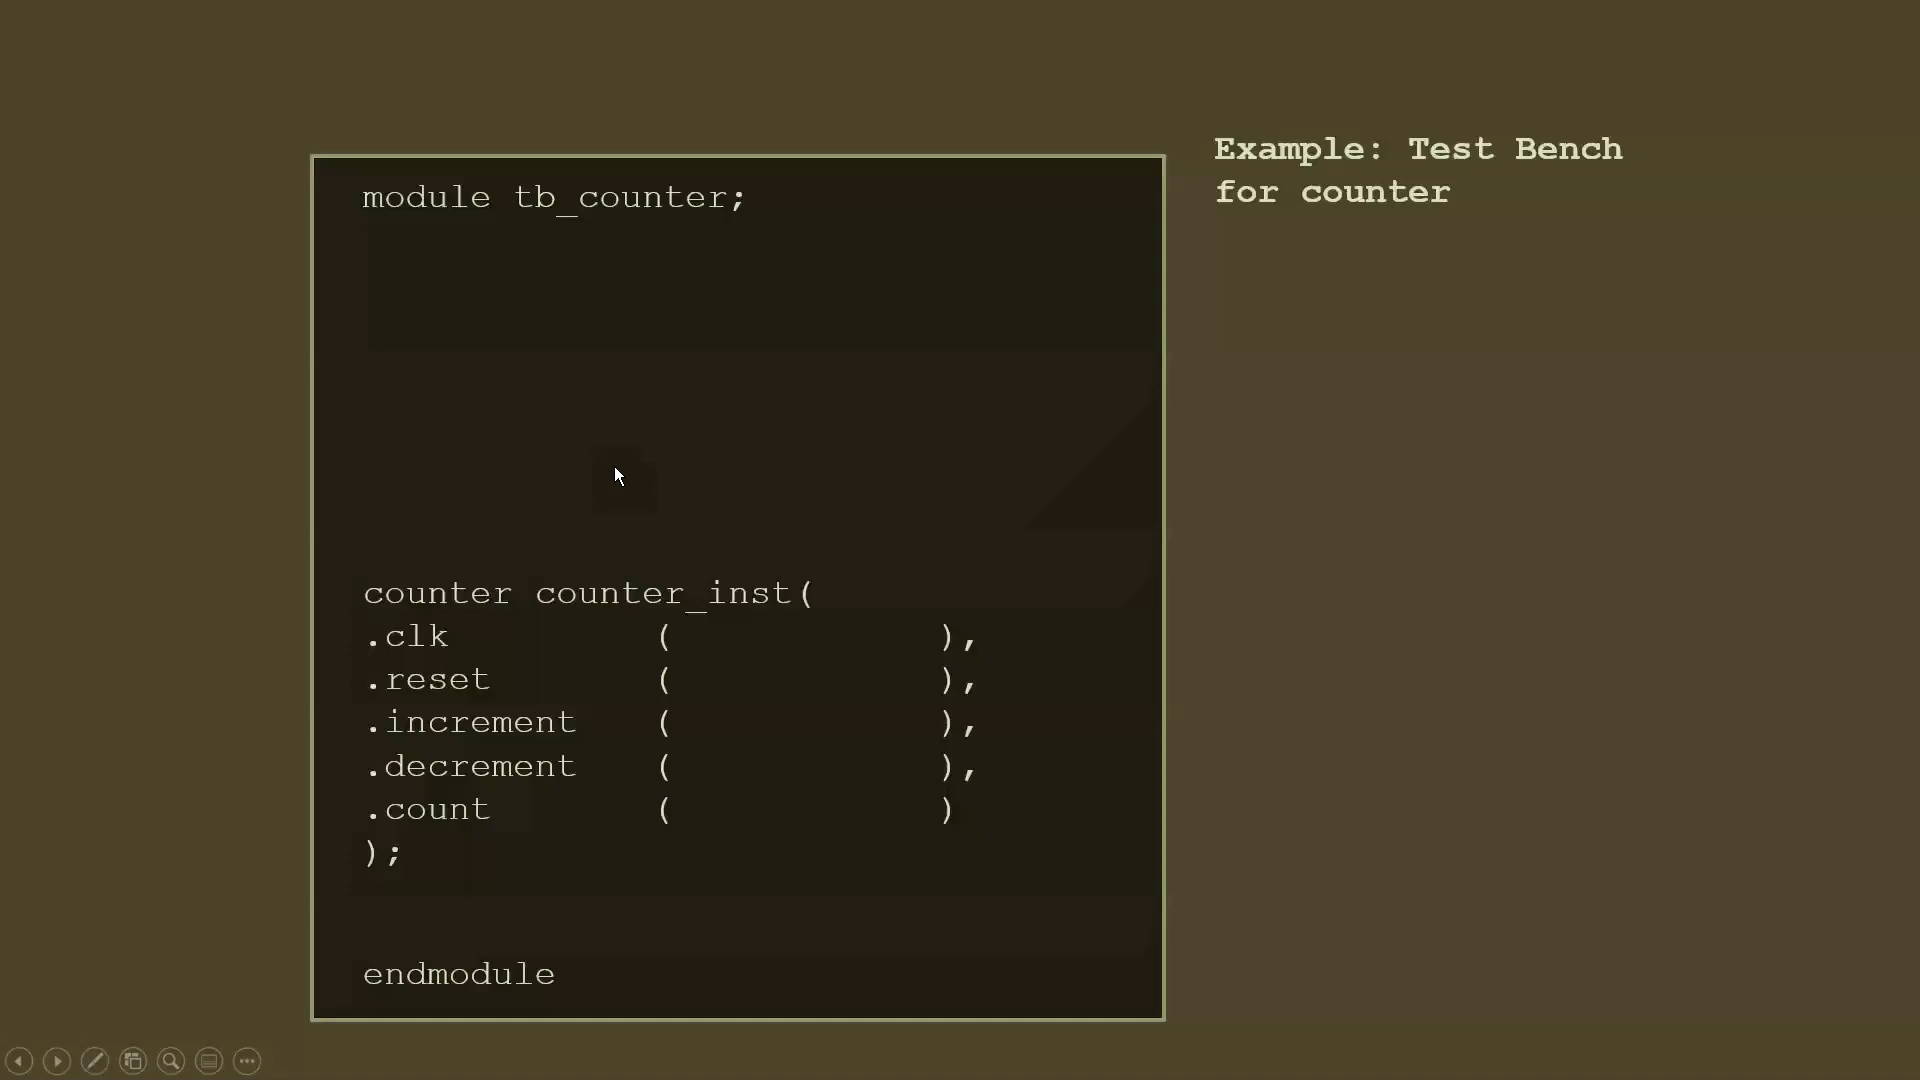 Example: Test Bench
for counter
module tb_counter;
counter counter_inst(
.clk ( ),
.reset ( ),
.increment ( ),
.decrement ( ),
.count ( )
);
endmodule